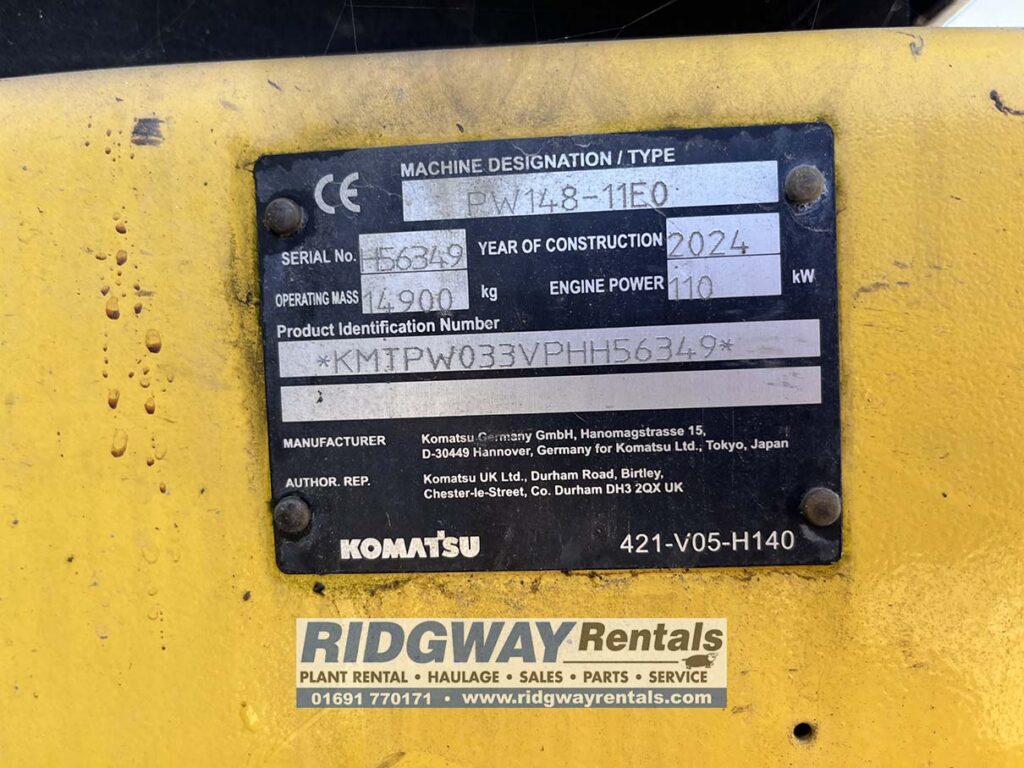 CE
MACHINE DESIGNATION / TYPE
PW148-11E0
SERIAL No. H56349 YEAR OF CONSTRUCTION 2024
OPERATING MASS 14900 kg ENGINE POWER 110 kW
Product Identification Number
*KMTPW033VPHH56349*
MANUFACTURER Komatsu Germany GmbH, Hanomagstrasse 15,
D-30449 Hannover, Germany for Komatsu Ltd., Tokyo, Japan
AUTHOR. REP. Komatsu UK Ltd., Durham Road, Birtley,
Chester-le-Street, Co. Durham DH3 2QX UK
KOMATSU 421-V05-H140
RIDGWAY Rentals
PLANT RENTAL • HAULAGE • SALES • PARTS • SERVICE
01691 770171 • www.ridgwayrentals.com